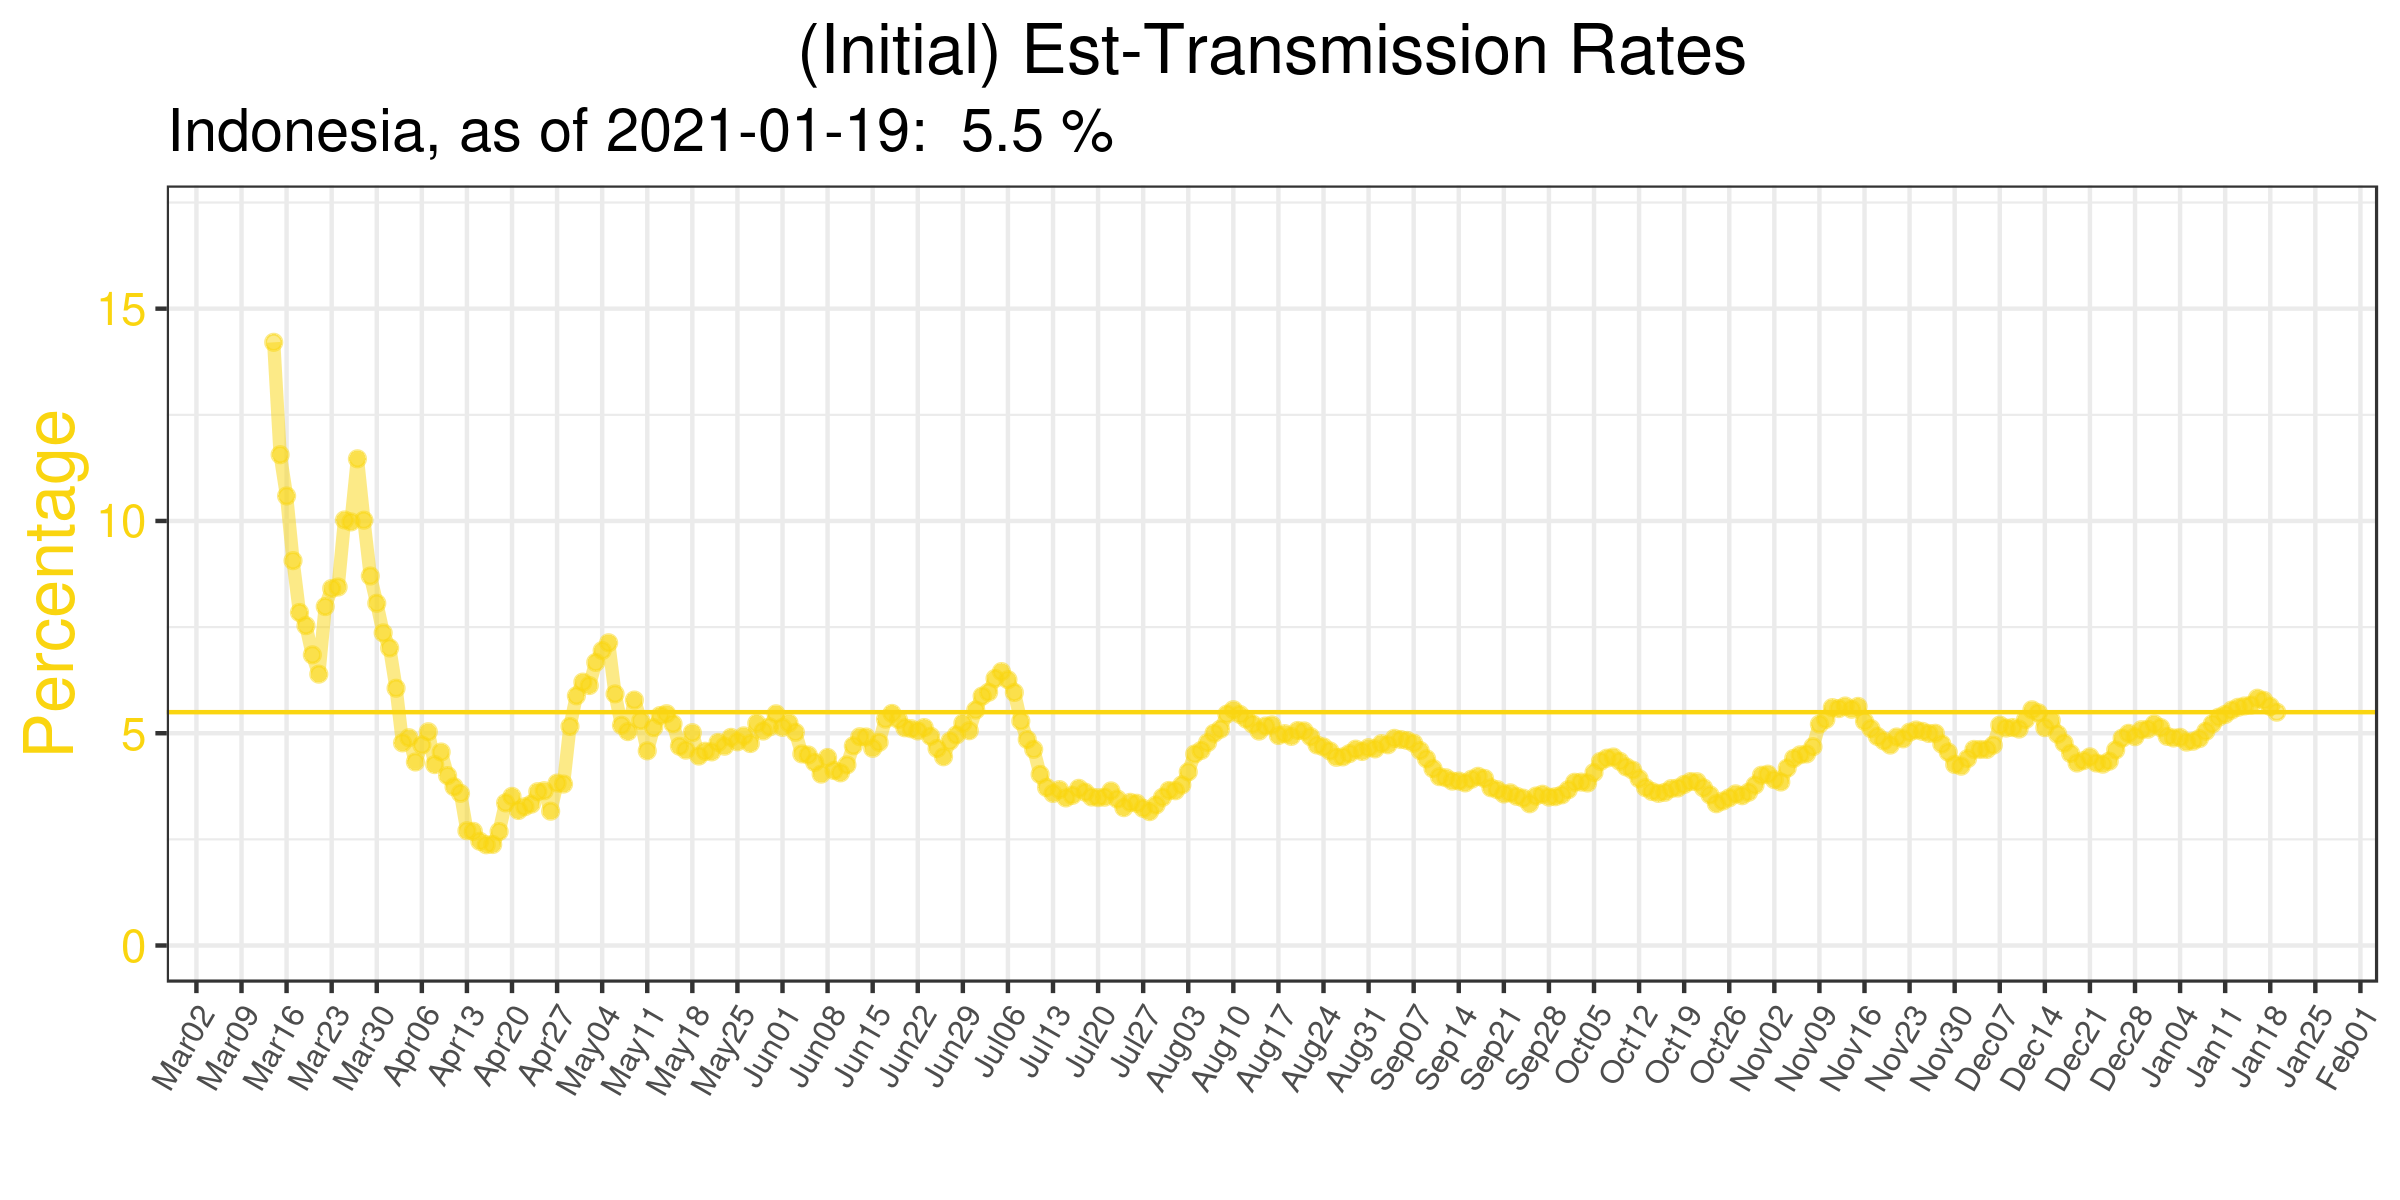 (Initial) Est-Transmission Rates
Indonesia, as of 2021-01-19:  5.5 %
Percentage
15
10
5
0
Mar02 Mar09 Mar16 Mar23 Mar30 Apr06 Apr13 Apr20 Apr27 May04 May11 May18 May25 Jun01 Jun08 Jun15 Jun22 Jun29 Jul06 Jul13 Jul20 Jul27 Aug03 Aug10 Aug17 Aug24 Aug31 Sep07 Sep14 Sep21 Sep28 Oct05 Oct12 Oct19 Oct26 Nov02 Nov09 Nov16 Nov23 Nov30 Dec07 Dec14 Dec21 Dec28 Jan04 Jan11 Jan18 Jan25 Feb01